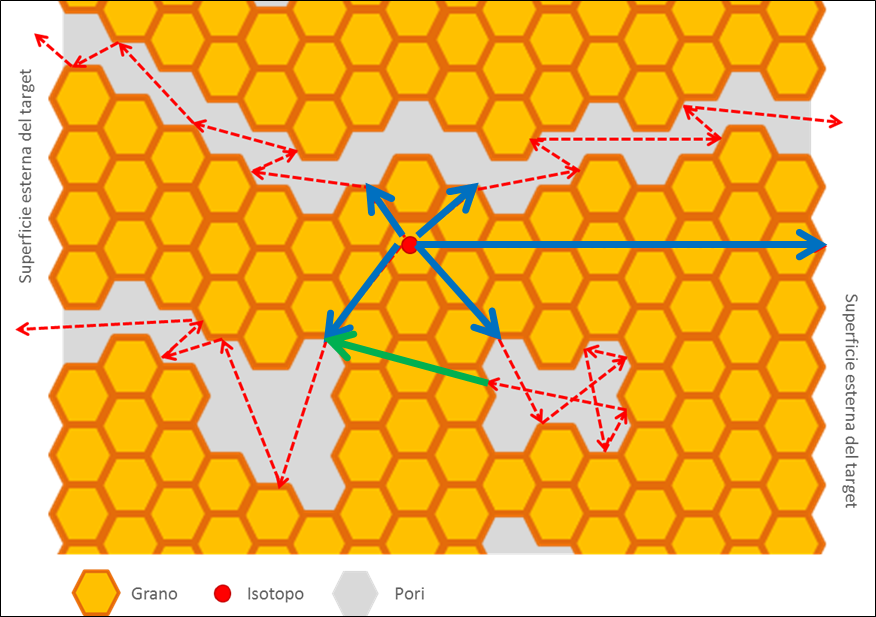 Superficie esterna del target
Superficie esterna del target
Grano
Isotopo
Pori